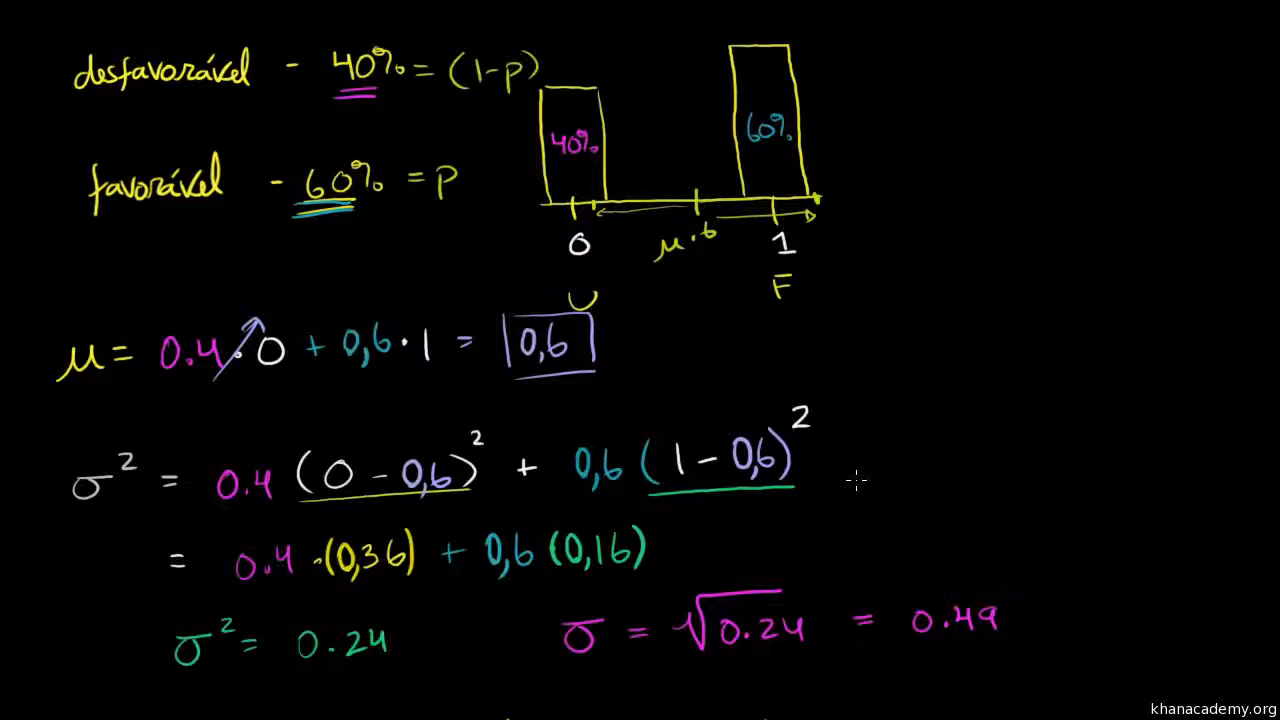 desfavorável - 40% = (1-p)
favorável - 60% = p
40%
60%
0
μ.6
1
U
F
μ = 0.4 · 0 + 0,6 · 1 = 0,6
σ² = 0.4 (0 - 0,6)² + 0,6 (1 - 0,6)²
= 0.4 · (0,36) + 0,6 (0,16)
σ² = 0.24
σ = √0.24 = 0.49
khanacademy.org